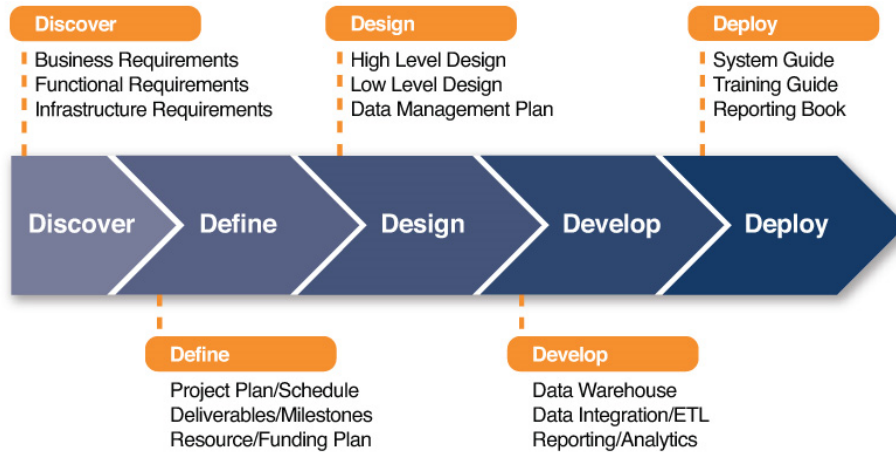 Discover
Business Requirements
Functional Requirements
Infrastructure Requirements
Design
High Level Design
Low Level Design
Data Management Plan
Deploy
System Guide
Training Guide
Reporting Book
Discover
Define
Design
Develop
Deploy
Define
Project Plan/Schedule
Deliverables/Milestones
Resource/Funding Plan
Develop
Data Warehouse
Data Integration/ETL
Reporting/Analytics